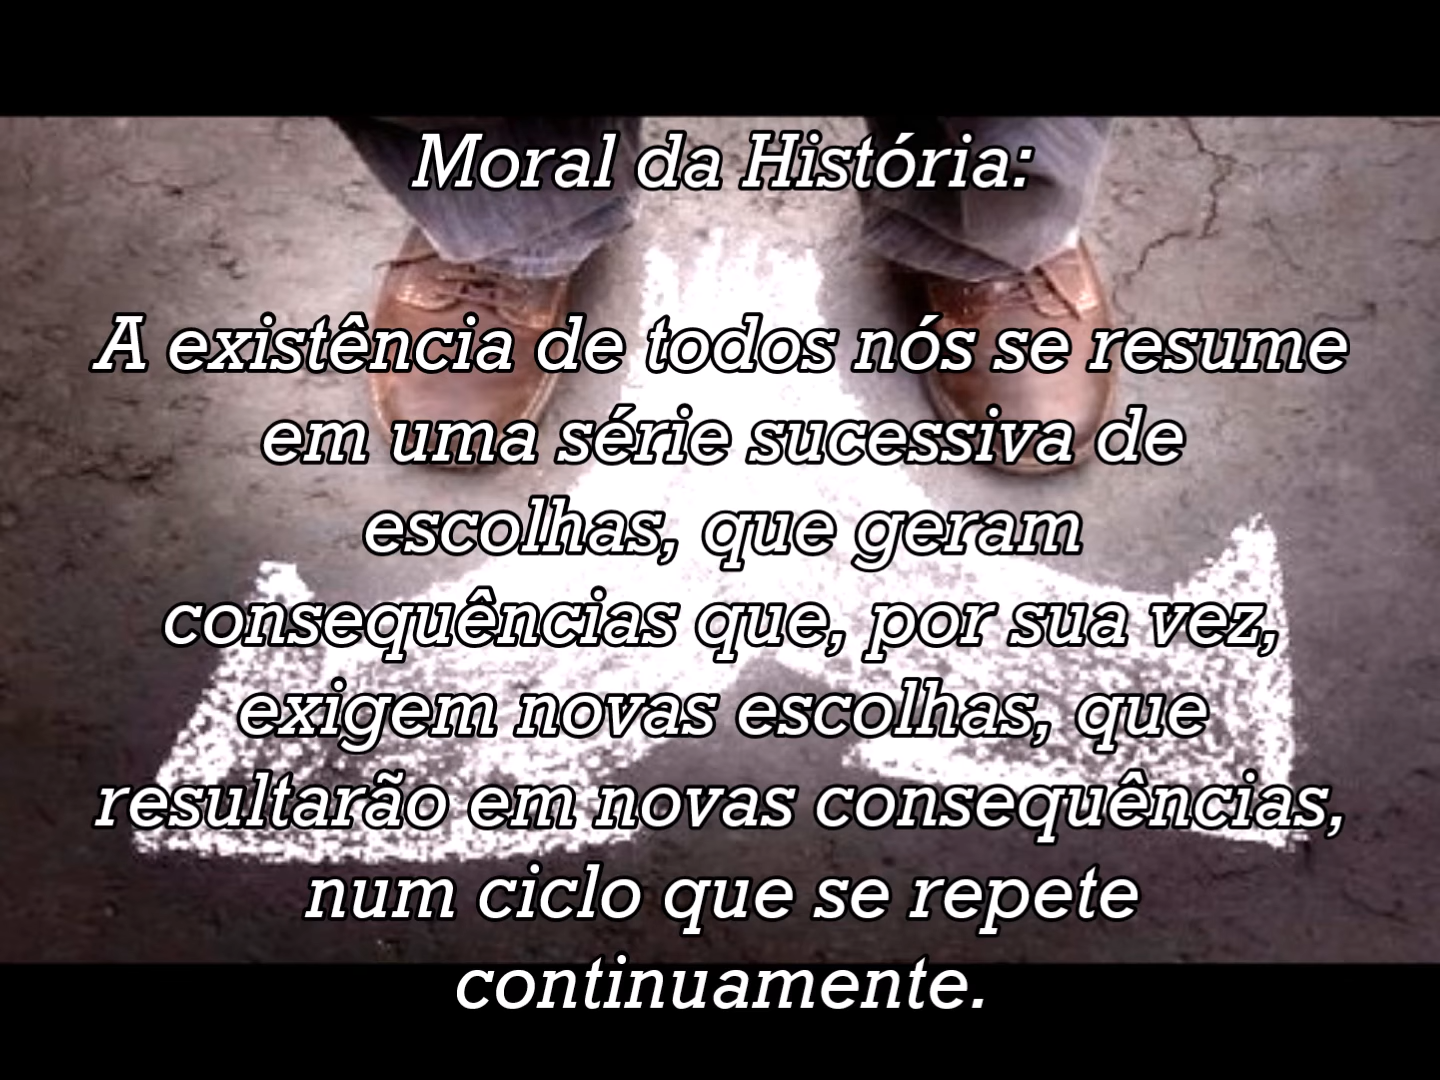 Moral da História:
A existência de todos nós se resume
em uma série sucessiva de
escolhas, que geram
consequências que, por sua vez,
exigem novas escolhas, que
resultarão em novas consequências,
num ciclo que se repete
continuamente.